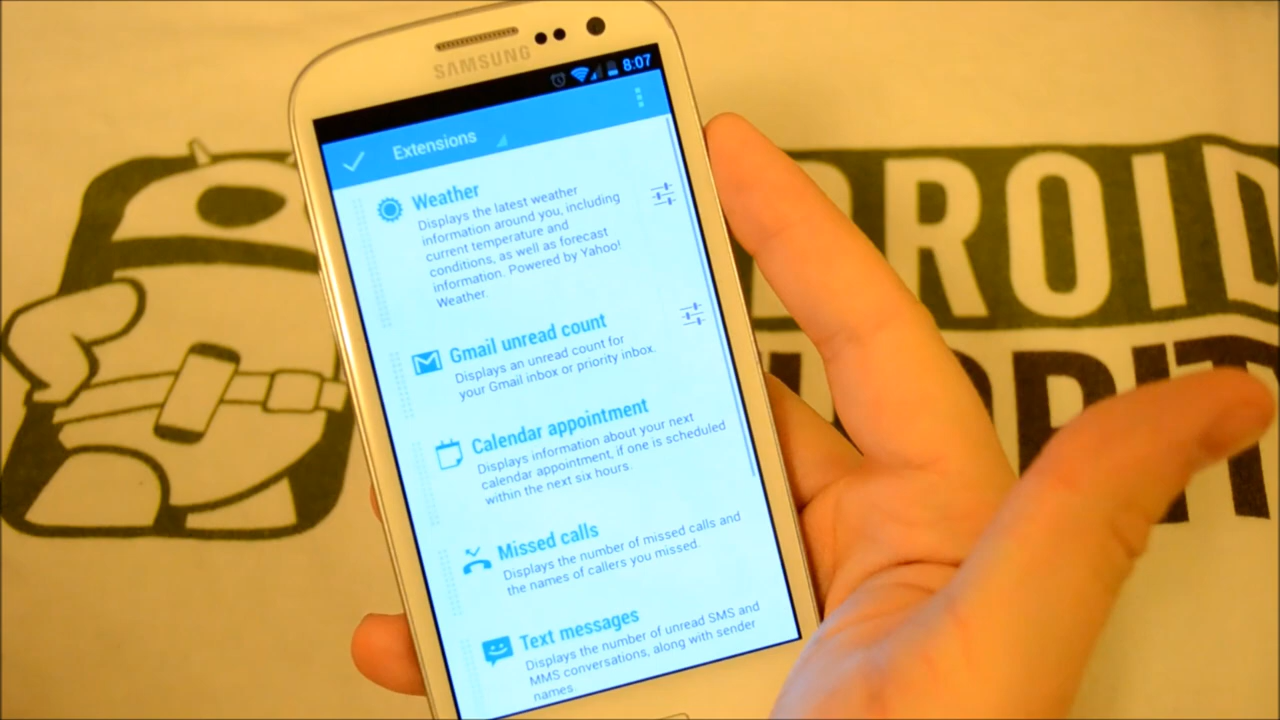 SAMSUNG
8:07
Extensions
Weather
Displays the latest weather
information around you, including
current temperature and
conditions, as well as forecast
information. Powered by Yahoo!
Weather.
Gmail unread count
Displays an unread count for
your Gmail inbox or priority inbox.
Calendar appointment
Displays information about your next
calendar appointment, if one is scheduled
within the next six hours.
Missed calls
Displays the number of missed calls and
the names of callers you missed.
Text messages
Displays the number of unread SMS and
MMS conversations, along with sender
names.